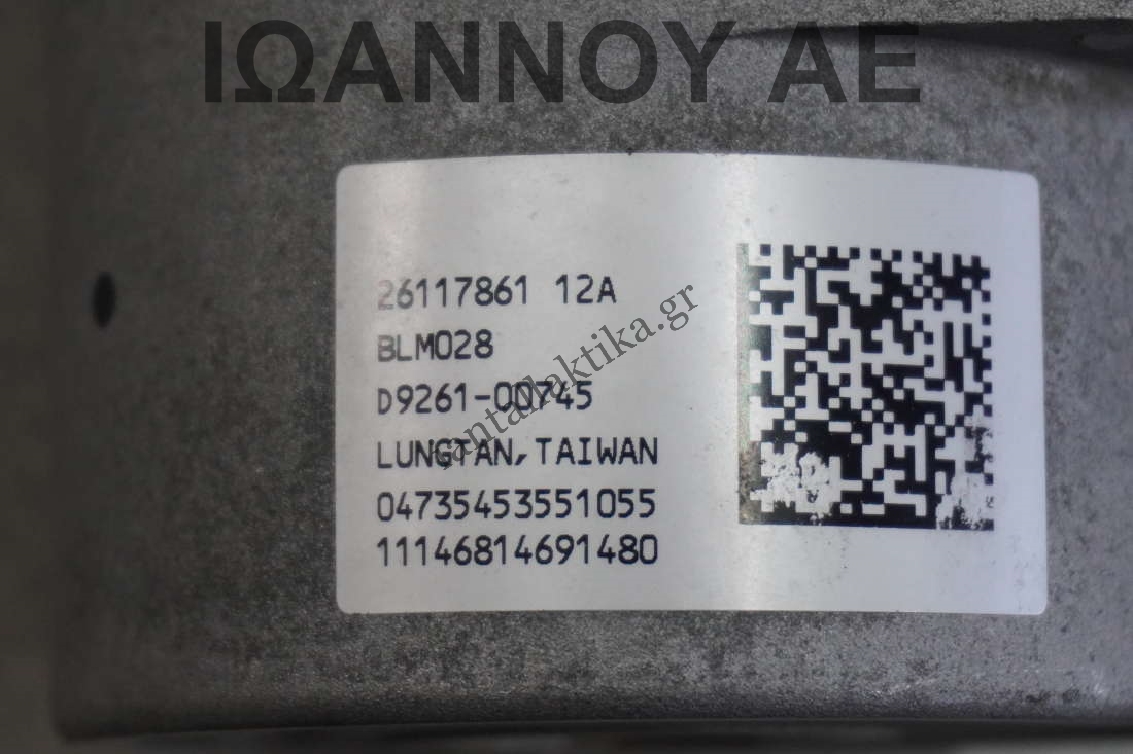 ΙΩΑΝΝΟΥ ΑΕ
26117861 12A
BLM028
D9261-00745
LUNGTAN, TAIWAN
04735453551055
11146814691480
antallaktika.gr